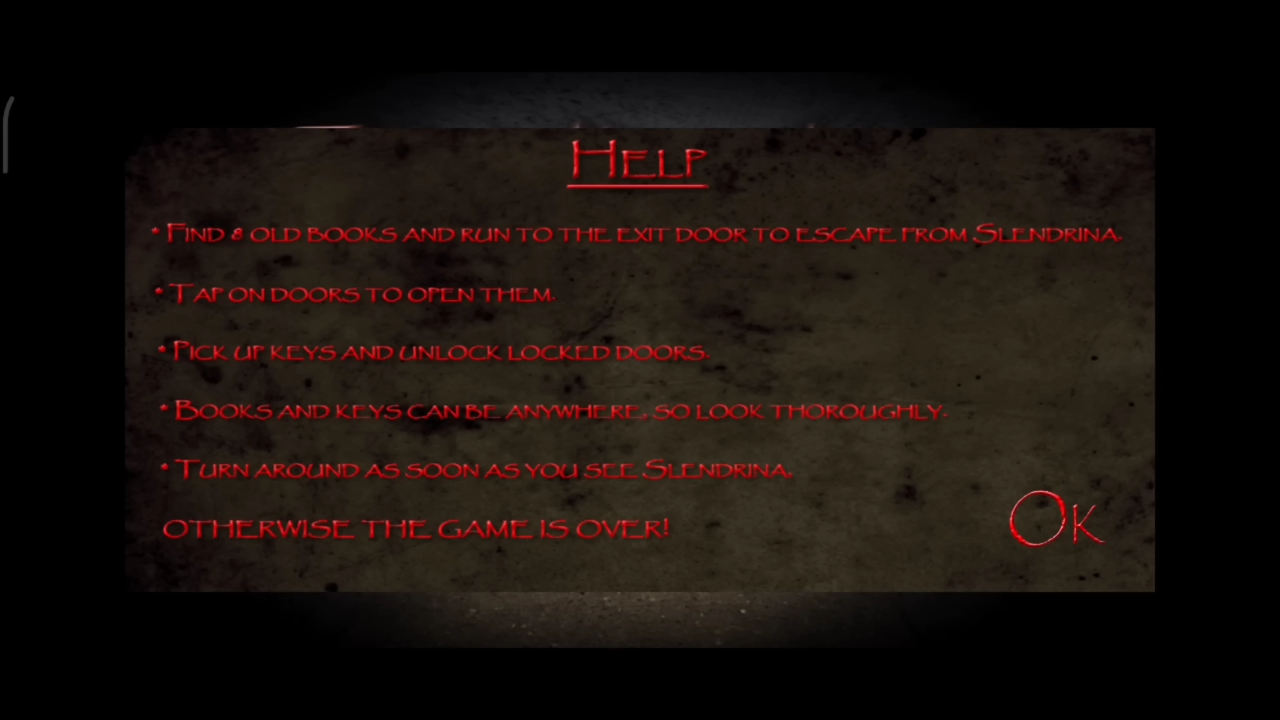 Help
* Find 8 old books and run to the exit door to escape from Slendrina.
* Tap on doors to open them.
* Pick up keys and unlock locked doors.
* Books and keys can be anywhere, so look thoroughly.
* Turn around as soon as you see Slendrina.
OTHERWISE THE GAME IS OVER!
Ok